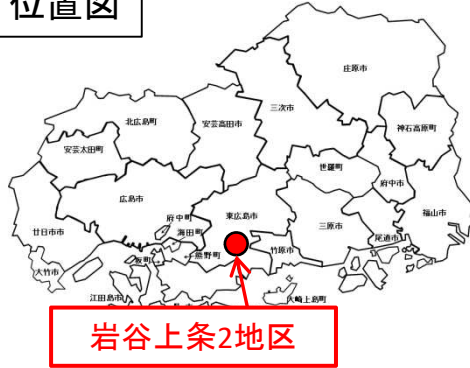 位置図
庄原市
三次市
北広島町
安芸高田市
神石高原町
安芸太田町
世羅町
府中市
広島市
東広島市
福山市
府中町
三原市
尾道市
廿日市市
海田町
竹原市
熊野町
坂町
大竹市
江田島市
大崎上島町
岩谷上条2地区